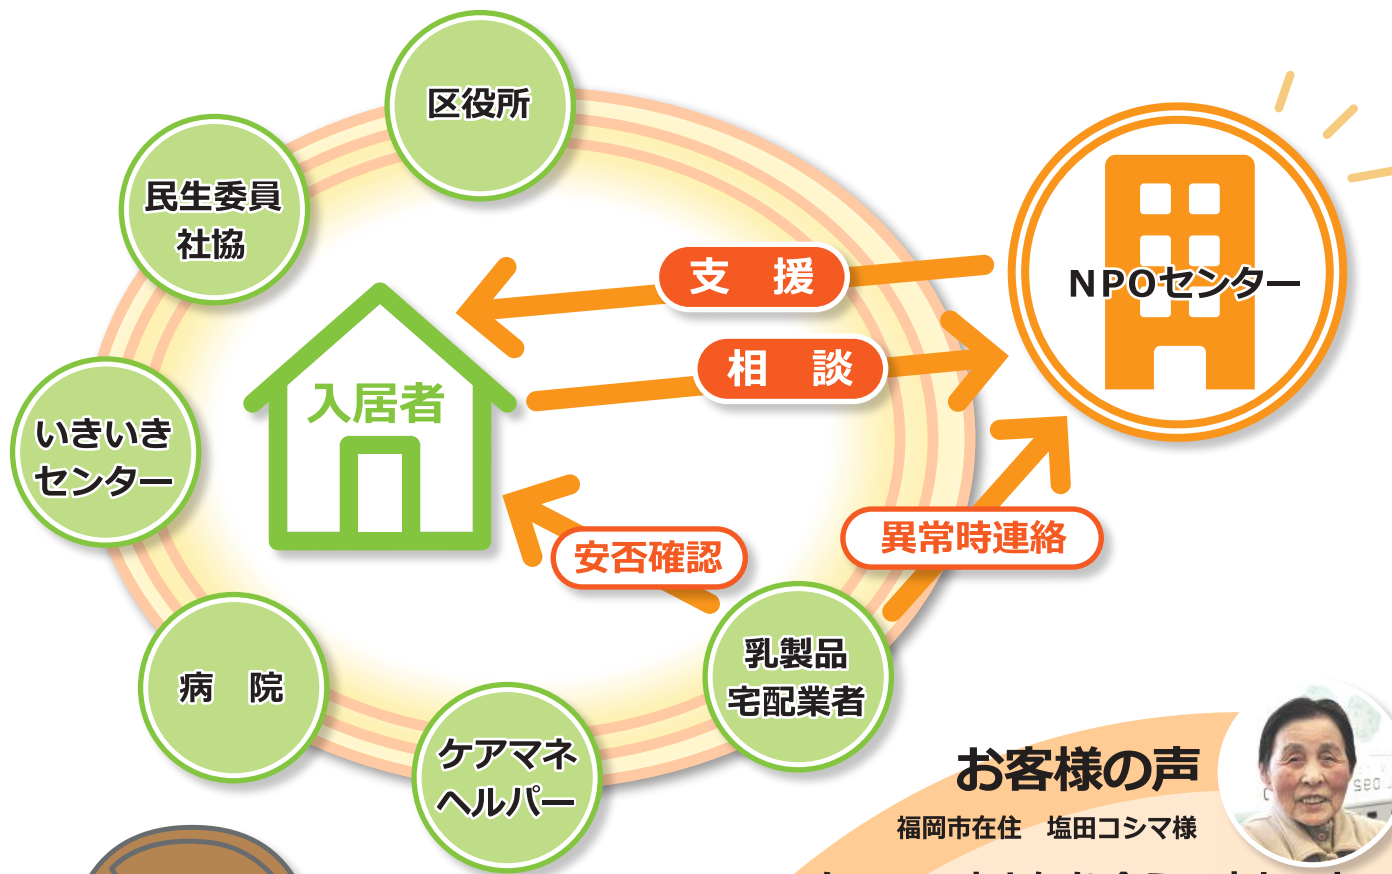 区役所
民生委員
社協
支　援
NPOセンター
相　談
入居者
いきいき
センター
異常時連絡
安否確認
乳製品
宅配業者
病　院
ケアマネ
ヘルパー
お客様の声
福岡市在住　塩田コシマ様